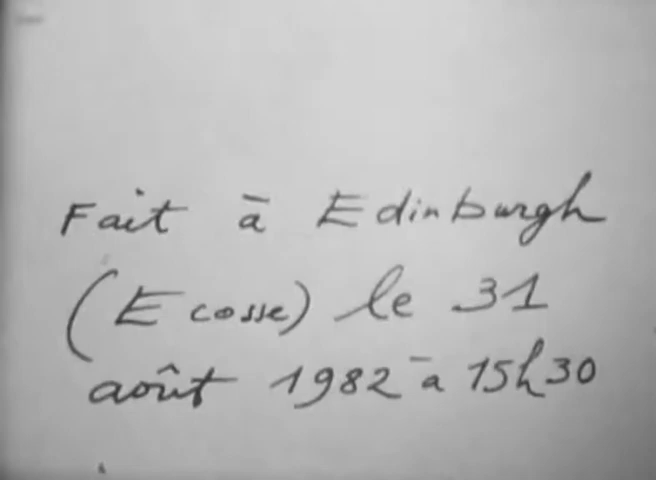 Fait à Edinburgh
(Ecosse) le 31
août 1982 à 15h30